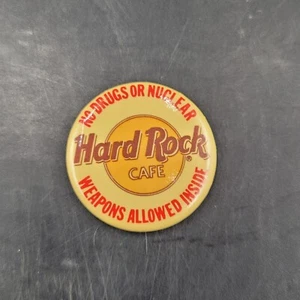 NO DRUGS OR NUCLEAR
Hard Rock ®
CAFE
WEAPONS ALLOWED INSIDE